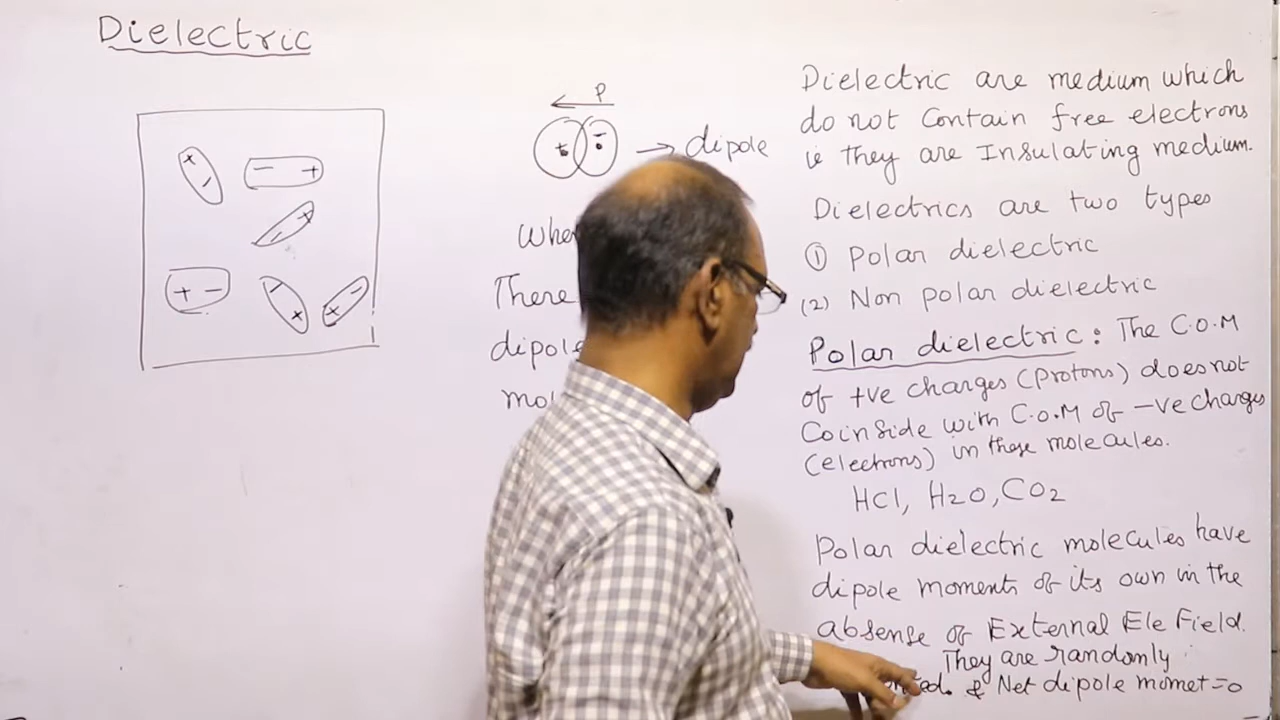 Dielectric
P
dipole
There
dipole
Dielectric are medium which
do not contain free electrons
ie They are Insulating medium.
Dielectrics are two types
① Polar dielectric
(2) Non polar dielectric
Polar dielectric : The C.O.M
of +ve charges (protons) does not
Coinside with C.O.M of -ve charges
(electrons) in these molecules.
HCl, H2O, CO2
Polar dielectric molecules have
dipole moments of its own in the
absense of External Ele Field.
They are randomly
& Net dipole momet=0